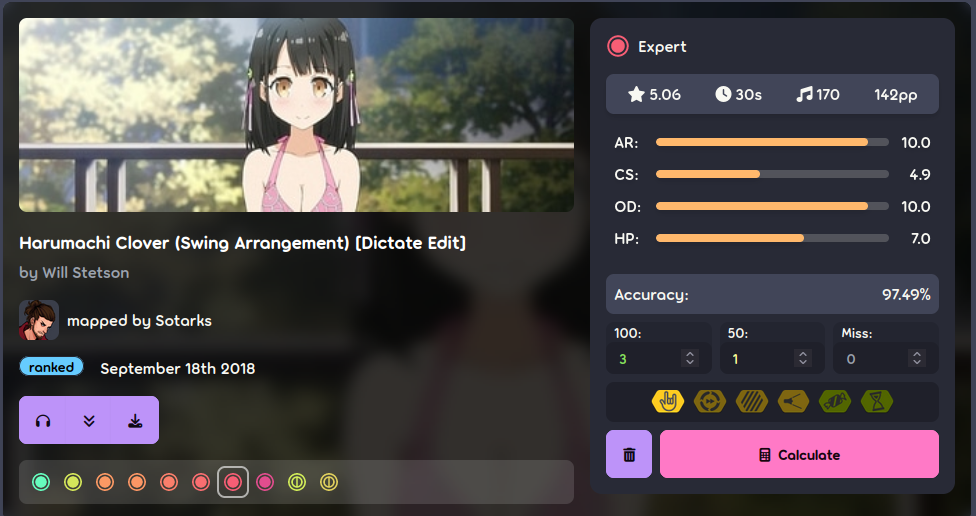 Harumachi Clover (Swing Arrangement) [Dictate Edit]
by Will Stetson
mapped by Sotarks
ranked September 18th 2018
Expert
5.06 30s 170 142pp
AR: 10.0
CS: 4.9
OD: 10.0
HP: 7.0
Accuracy: 97.49%
100: 50: Miss:
3 1 0
Calculate